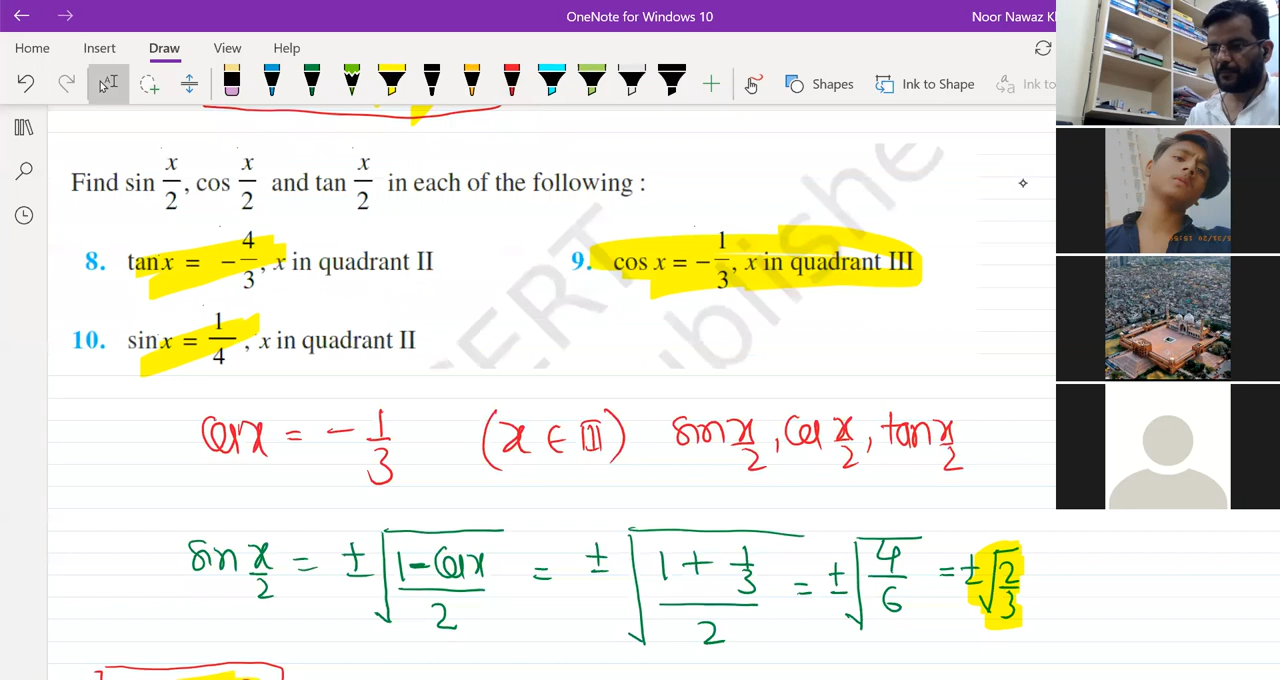 OneNote for Windows 10
Noor Nawaz Kh
Home Insert Draw View Help
Shapes Ink to Shape Ink to
Find sin x/2, cos x/2 and tan x/2 in each of the following :
8. tan x = -4/3, x in quadrant II
9. cos x = -1/3, x in quadrant III
10. sin x = 1/4, x in quadrant II
cos x = -1/3 (x ∈ III) sin x/2, cos x/2, tan x/2
sin x/2 = ±√((1-cos x)/2) = ±√((1+1/3)/2) = ±√(4/6) = ±√(2/3)